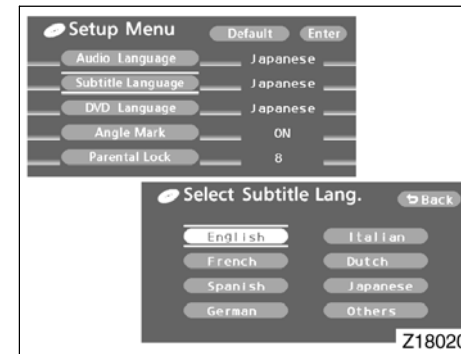 Setup Menu Default Enter
Audio Language Japanese
Subtitle Language Japanese
DVD Language Japanese
Angle Mark ON
Parental Lock 8
Select Subtitle Lang. Back
English Italian
French Dutch
Spanish Japanese
German Others
Z18020